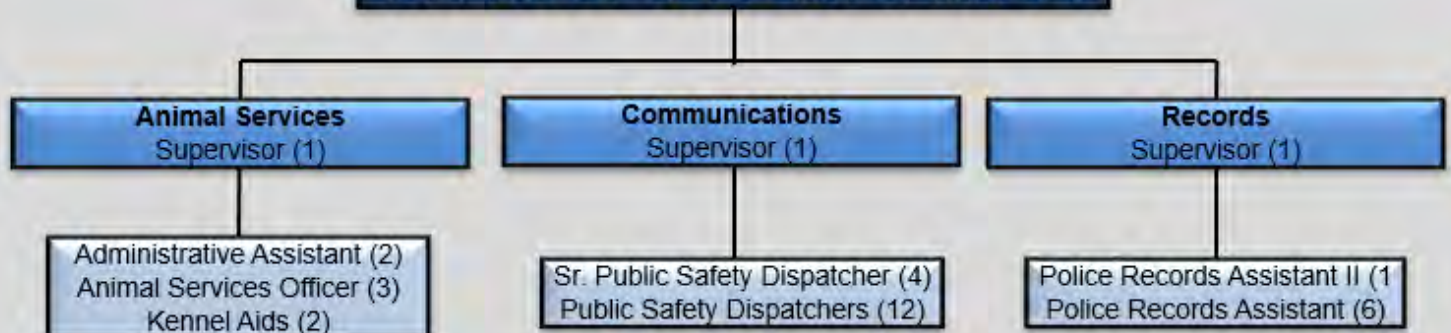 Animal Services
Supervisor (1)
Communications
Supervisor (1)
Records
Supervisor (1)
Administrative Assistant (2)
Animal Services Officer (3)
Kennel Aids (2)
Sr. Public Safety Dispatcher (4)
Public Safety Dispatchers (12)
Police Records Assistant II (1
Police Records Assistant (6)